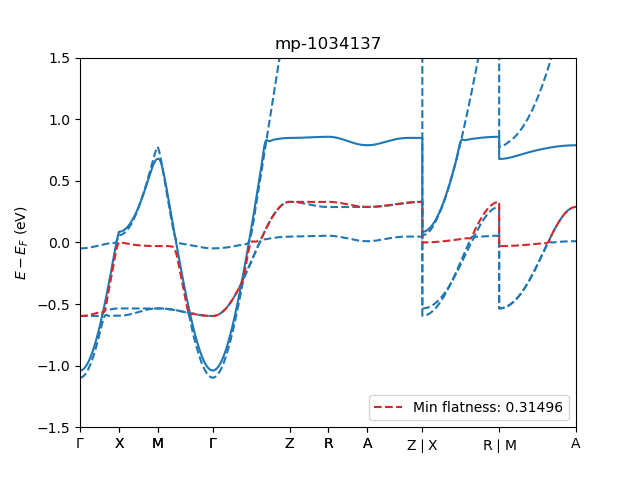 mp-1034137
1.5
1.0
0.5
0.0
−0.5
−1.0
−1.5
E − E_F (eV)
Min flatness: 0.31496
Γ X M Γ Z R A Z | X R | M A